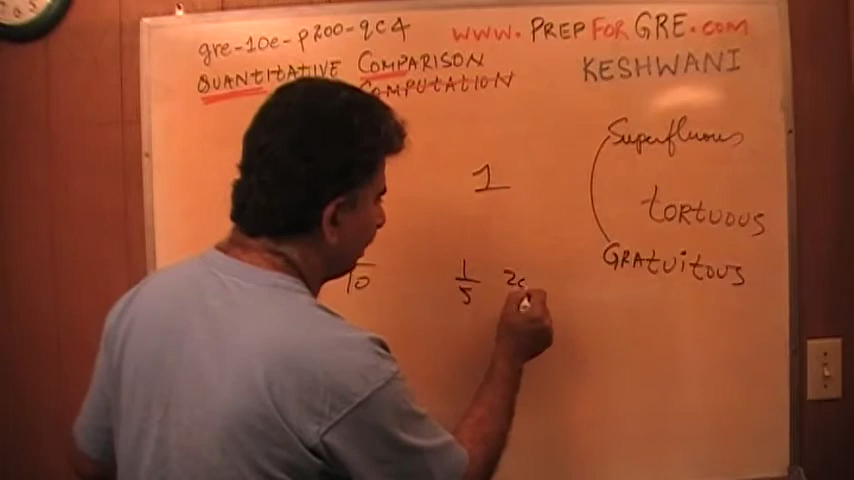 gre-10e-p200-qc4
www.PREPFORGRE.com
QUANTITATIVE COMPARISON
COMPUTATION
KESHWANI
Superfluous
1
TORTUOUS
GRATUITOUS
10
1
5